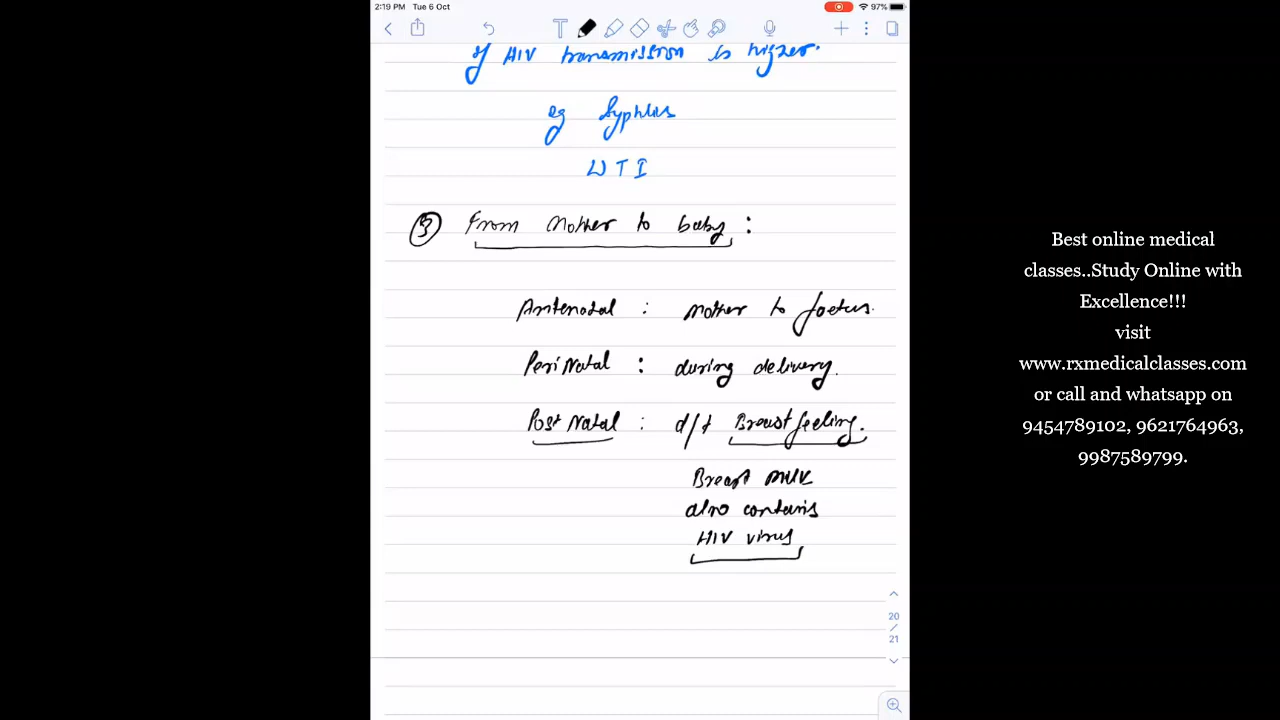 2:19 PM Tue 6 Oct
97%
of HIV transmission is higher.
eg Syphilis
UTI
③ From Mother to baby :
Antenatal : Mother to foetus.
Perinatal : during delivery.
Post Natal : d/t Breast feeding.
Breast milk
also contains
HIV virus
20
/
21
Best online medical
classes..Study Online with
Excellence!!!
visit
www.rxmedicalclasses.com
or call and whatsapp on
9454789102, 9621764963,
9987589799.